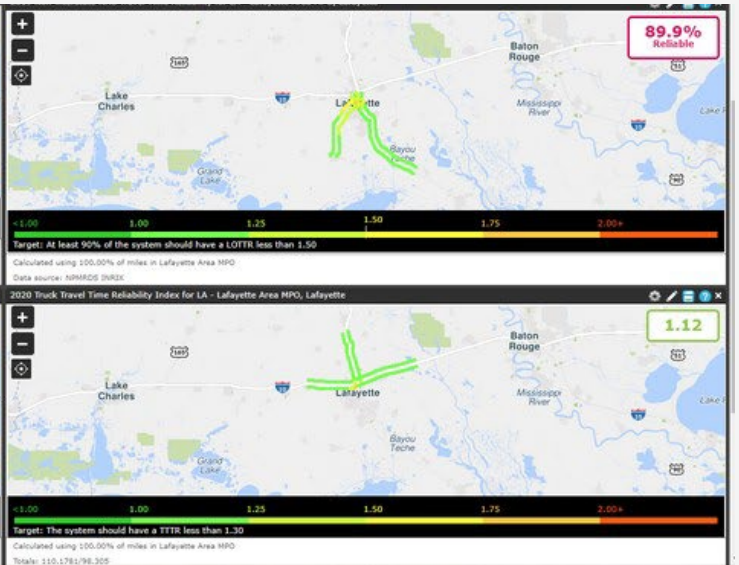 89.9%
Reliable
Baton
Rouge
165
Lake
Charles
Lafayette
Mississippi
River
Bayou
Teche
Grand
Lake
90
<1.00 1.00 1.25 1.50 1.75 2.00+
Target: At least 90% of the system should have a LOTTR less than 1.50
Calculated using 100.00% of miles in Lafayette Area MPO
Data source: NPMRDS INRIX
2020 Truck Travel Time Reliability Index for LA - Lafayette Area MPO, Lafayette
1.12
Baton
Rouge
165
51
Lake
Charles
Lafayette
Mississippi
River
Bayou
Teche
Grand
Lake
90
<1.00 1.00 1.25 1.50 1.75 2.00+
Target: The system should have a TTTR less than 1.30
Calculated using 100.00% of miles in Lafayette Area MPO
Totals: 110.1781/98.305